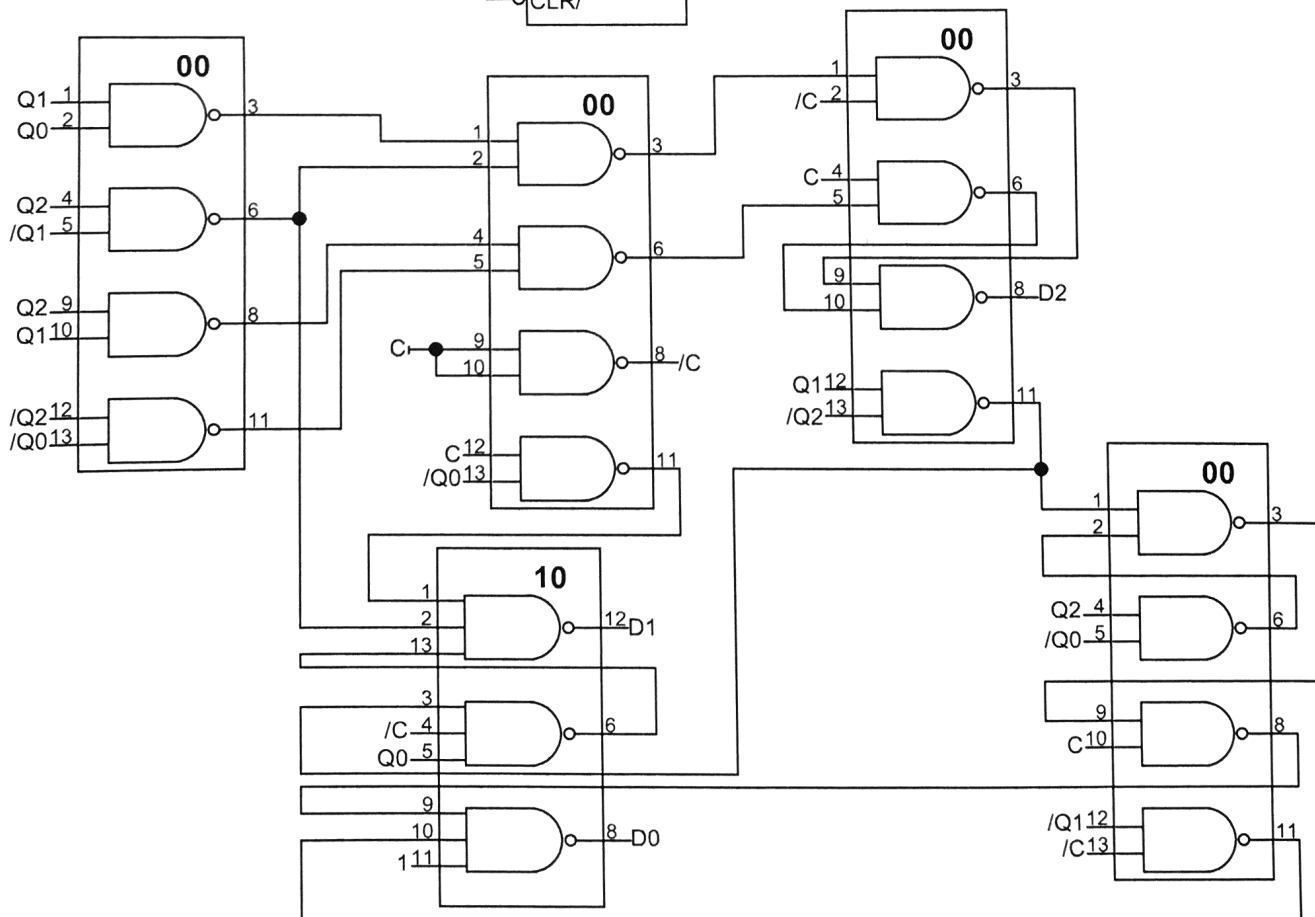 CLR/
00
Q1 1
Q0 2
3
Q2 4
/Q1 5
6
Q2 9
Q1 10
8
/Q2 12
/Q0 13
11
00
1
2
3
4
5
6
C 9
10
8 /C
C 12
/Q0 13
11
00
1
/C 2
3
C 4
5
6
9
10
8 D2
Q1 12
/Q2 13
11
10
1
2
13
12 D1
3
/C 4
Q0 5
6
9
10
1 11
8 D0
00
1
2
3
Q2 4
/Q0 5
6
9
C 10
8
/Q1 12
/C 13
11